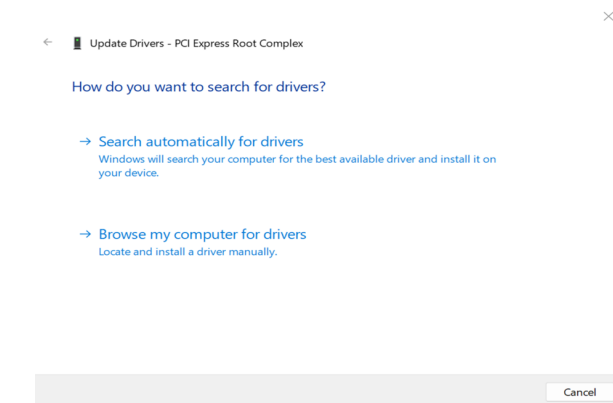 Update Drivers - PCI Express Root Complex
How do you want to search for drivers?
Search automatically for drivers
Windows will search your computer for the best available driver and install it on
your device.
Browse my computer for drivers
Locate and install a driver manually.
Cancel